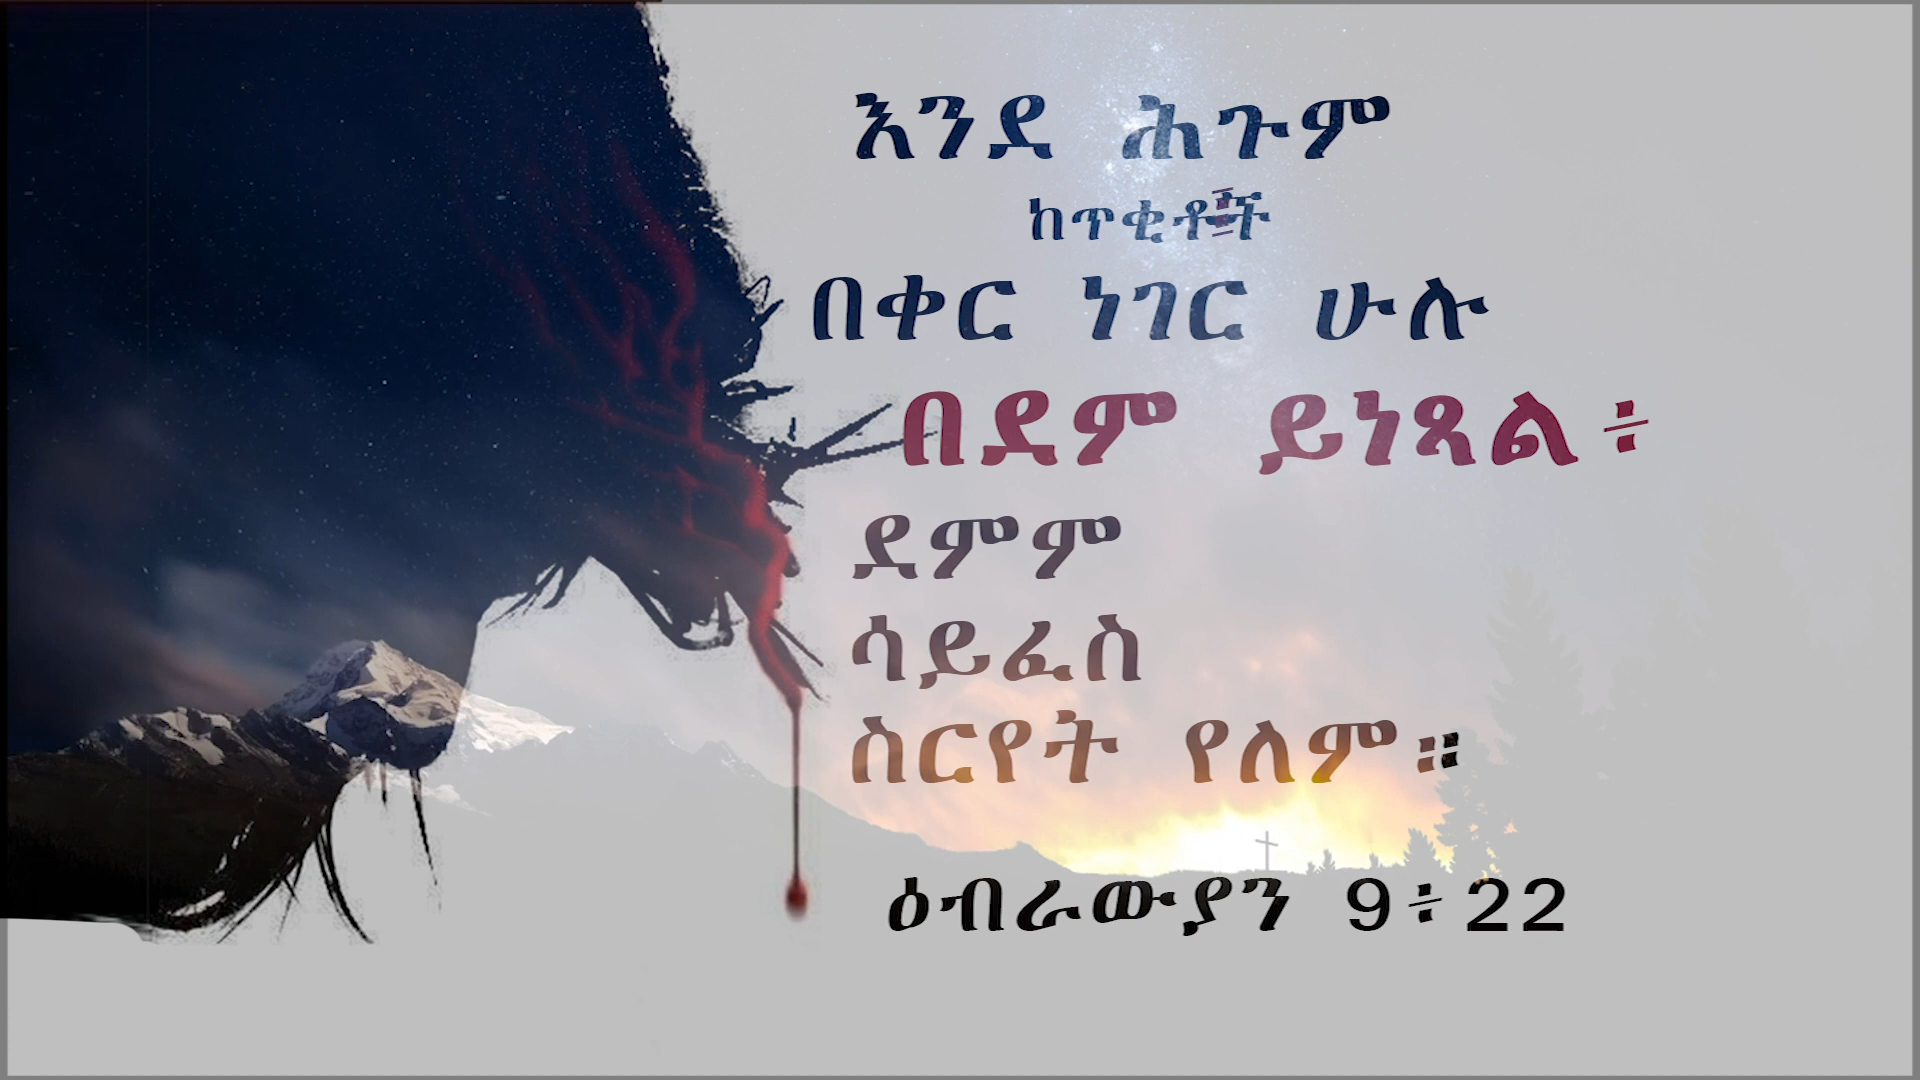 እንደ ሕጉም
ከጥቂቶች
በቀር ነገር ሁሉ
በደም ይነጻል፥
ደምም
ሳይፈስ
ስርየት የለም።
ዕብራውያን 9፥22